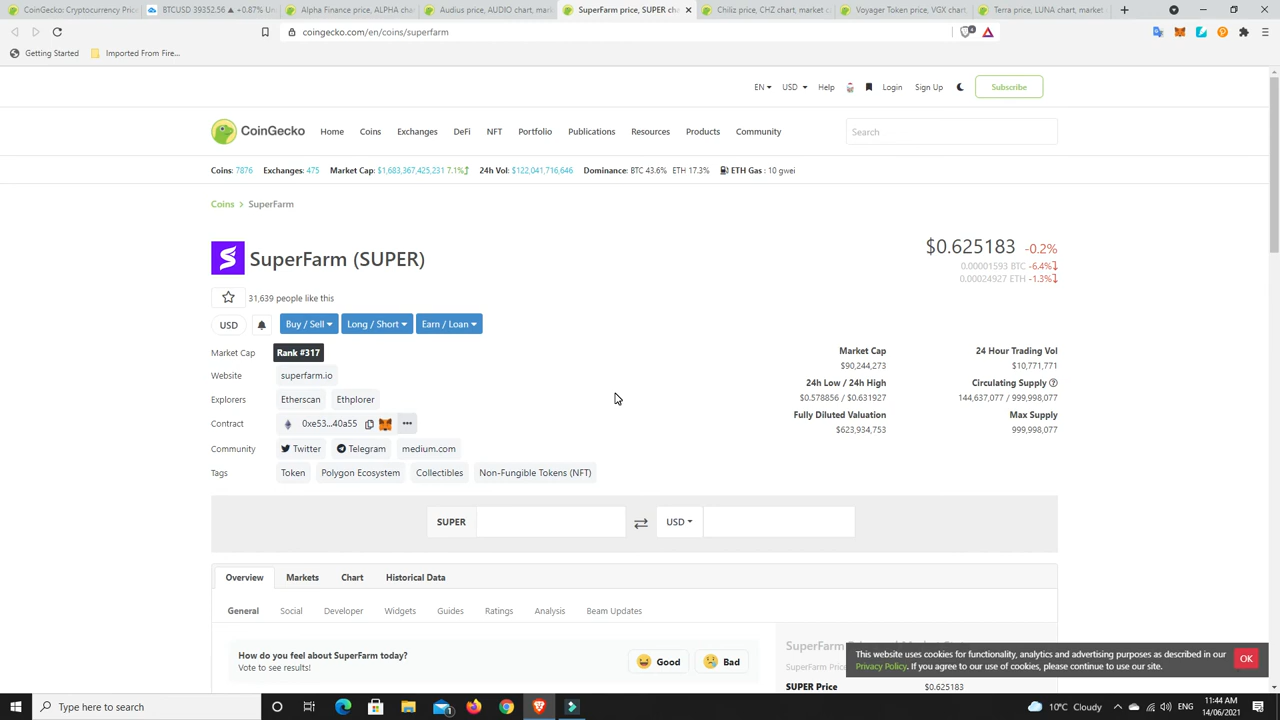 CoinGecko: Cryptocurrency Pric
BTCUSD 39352.56 ▲ +0.87% U
Alpha Finance price, ALPHA cha
Audius price, AUDIO chart, mark
SuperFarm price, SUPER cha
Chiliz price, CHZ chart, market c
Voyager Token price, VGX chart,
Terra price, LUNA chart, market
coingecko.com/en/coins/superfarm
Getting Started
Imported From Fire...
EN
USD
Help
Login
Sign Up
Subscribe
CoinGecko
Home
Coins
Exchanges
DeFi
NFT
Portfolio
Publications
Resources
Products
Community
Search
Coins: 7876
Exchanges: 475
Market Cap: $1,683,367,425,231 7.1%
24h Vol: $122,041,716,646
Dominance: BTC 43.6% ETH 17.3%
ETH Gas : 10 gwei
Coins > SuperFarm
SuperFarm (SUPER)
31,639 people like this
USD
Buy / Sell
Long / Short
Earn / Loan
Market Cap
Rank #317
Website
superfarm.io
Explorers
Etherscan
Ethplorer
Contract
0xe53...40a55
Community
Twitter
Telegram
medium.com
Tags
Token
Polygon Ecosystem
Collectibles
Non-Fungible Tokens (NFT)
$0.625183 -0.2%
0.00001593 BTC -6.4%
0.00024927 ETH -1.3%
Market Cap
$90,244,273
24 Hour Trading Vol
$10,771,771
24h Low / 24h High
$0.578856 / $0.631927
Circulating Supply
144,637,077 / 999,998,077
Fully Diluted Valuation
$623,934,753
Max Supply
999,998,077
SUPER
USD
Overview
Markets
Chart
Historical Data
General
Social
Developer
Widgets
Guides
Ratings
Analysis
Beam Updates
How do you feel about SuperFarm today?
Vote to see results!
Good
Bad
SuperFarm
SuperFarm Price
SUPER Price
$0.625183
This website uses cookies for functionality, analytics and advertising purposes as described in our
Privacy Policy. If you agree to our use of cookies, please continue to use our site.
OK
Type here to search
10°C Cloudy
ENG
11:44 AM
14/06/2021